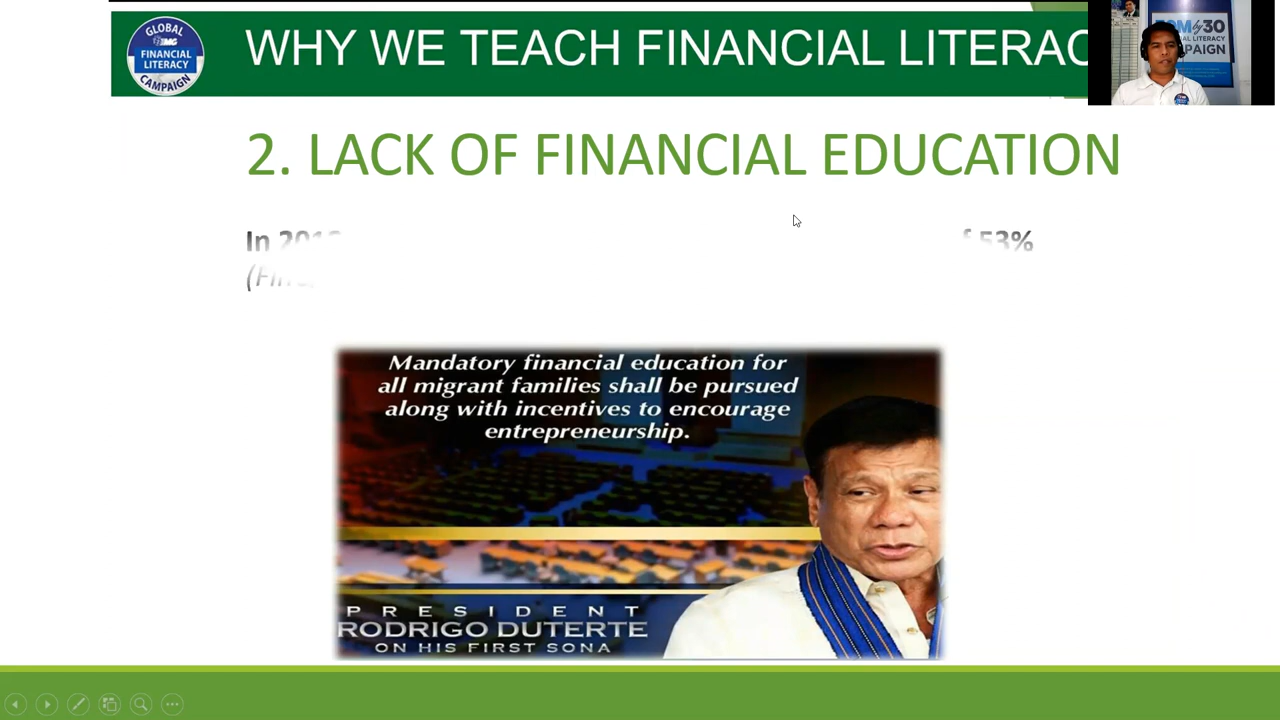 GLOBAL
FINANCIAL
LITERACY
CAMPAIGN
WHY WE TEACH FINANCIAL LITERAC
by30
LITERACY
2. LACK OF FINANCIAL EDUCATION
In
53%
Mandatory financial education for
all migrant families shall be pursued
along with incentives to encourage
entrepreneurship.
PRESIDENT
RODRIGO DUTERTE
ON HIS FIRST SONA